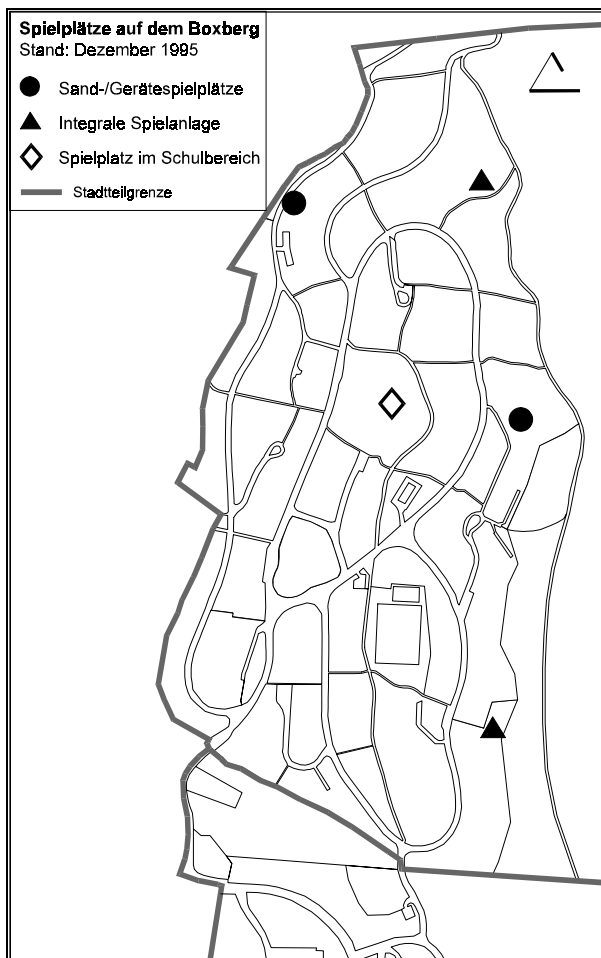 Spielplätze auf dem Boxberg
Stand: Dezember 1995
Sand-/Gerätespielplätze
Integrale Spielanlage
Spielplatz im Schulbereich
Stadtteilgrenze